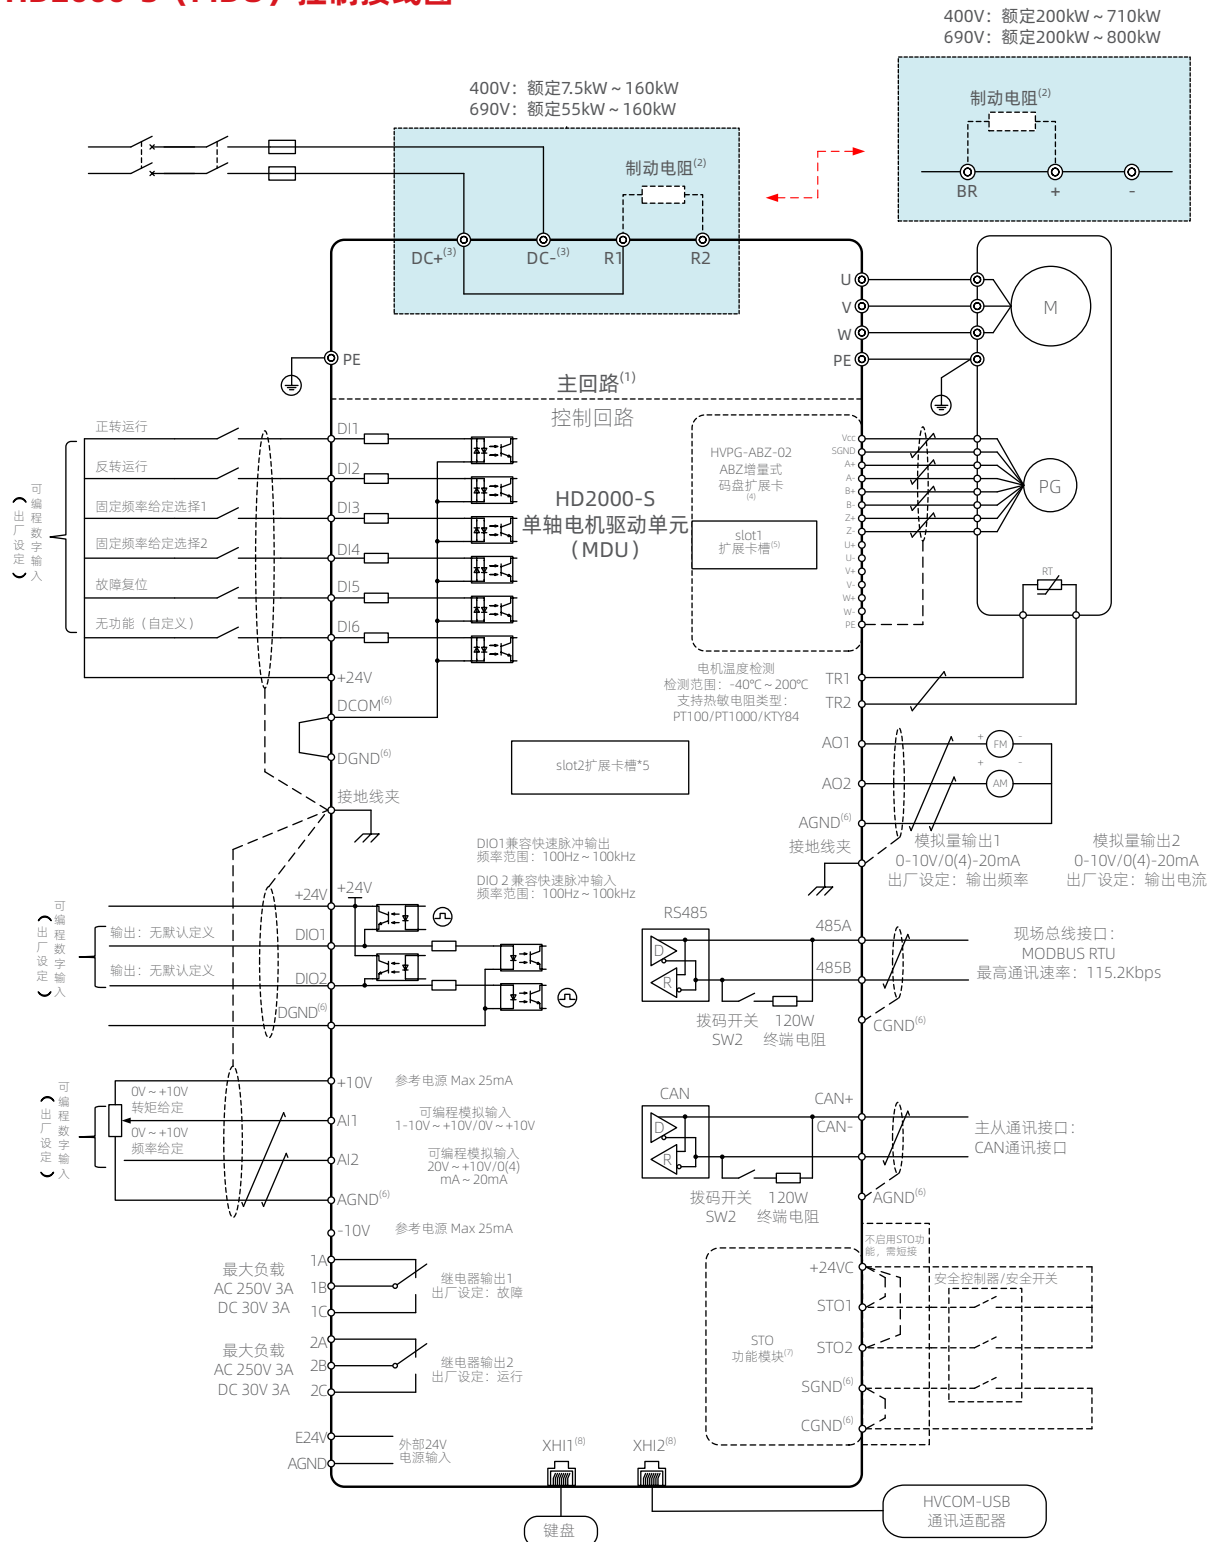 HD2000-S（MDU）控制接线图
400V：额定200kW～710kW
690V：额定200kW～800kW
400V：额定7.5kW～160kW
690V：额定55kW～160kW
制动电阻(2)
BR
+
-
制动电阻(2)
DC+(3)
DC-(3)
R1
R2
U
V
W
PE
M
PE
主回路(1)
控制回路
HD2000-S
单轴电机驱动单元
（MDU）
可编程数字输入
（出厂设定）
正转运行
反转运行
固定频率给定选择1
固定频率给定选择2
故障复位
无功能（自定义）
DI1
DI2
DI3
DI4
DI5
DI6
+24V
DCOM(6)
DGND(6)
接地线夹
HVPG-ABZ-02
ABZ增量式
码盘扩展卡
(4)
slot1
扩展卡槽(5)
Vcc
SGND
A+
A-
B+
B-
Z+
Z-
U+
U-
V+
V-
W+
W-
PE
PG
RT
电机温度检测
检测范围：-40℃～200℃
支持热敏电阻类型：
PT100/PT1000/KTY84
TR1
TR2
slot2扩展卡槽*5
AO1
AO2
AGND(6)
接地线夹
+
FM
-
+
AM
-
模拟量输出1
0-10V/0(4)-20mA
出厂设定：输出频率
模拟量输出2
0-10V/0(4)-20mA
出厂设定：输出电流
DIO1兼容快速脉冲输出
频率范围：100Hz～100kHz
DIO 2 兼容快速脉冲输入
频率范围：100Hz～100kHz
可编程数字输入
（出厂设定）
输出：无默认定义
输出：无默认定义
+24V
+24V
DIO1
DIO2
DGND(6)
RS485
D
R
拨码开关
SW2
120W
终端电阻
485A
485B
CGND(6)
现场总线接口：
MODBUS RTU
最高通讯速率：115.2Kbps
可编程数字输入
（出厂设定）
0V～+10V
转矩给定
0V～+10V
频率给定
+10V
AI1
AI2
AGND(6)
-10V
参考电源 Max 25mA
可编程模拟输入
1-10V～+10V/0V～+10V
可编程模拟输入
20V～+10V/0(4)
mA～20mA
参考电源 Max 25mA
CAN
D
R
拨码开关
SW2
120W
终端电阻
CAN+
CAN-
AGND(6)
主从通讯接口：
CAN通讯接口
最大负载
AC 250V 3A
DC 30V 3A
1A
1B
1C
继电器输出1
出厂设定：故障
最大负载
AC 250V 3A
DC 30V 3A
2A
2B
2C
继电器输出2
出厂设定：运行
E24V
AGND
外部24V
电源输入
不启用STO功
能，需短接
STO
功能模块(7)
+24VC
STO1
STO2
SGND(6)
CGND(6)
安全控制器/安全开关
XHI1(8)
XHI2(8)
键盘
HVCOM-USB
通讯适配器